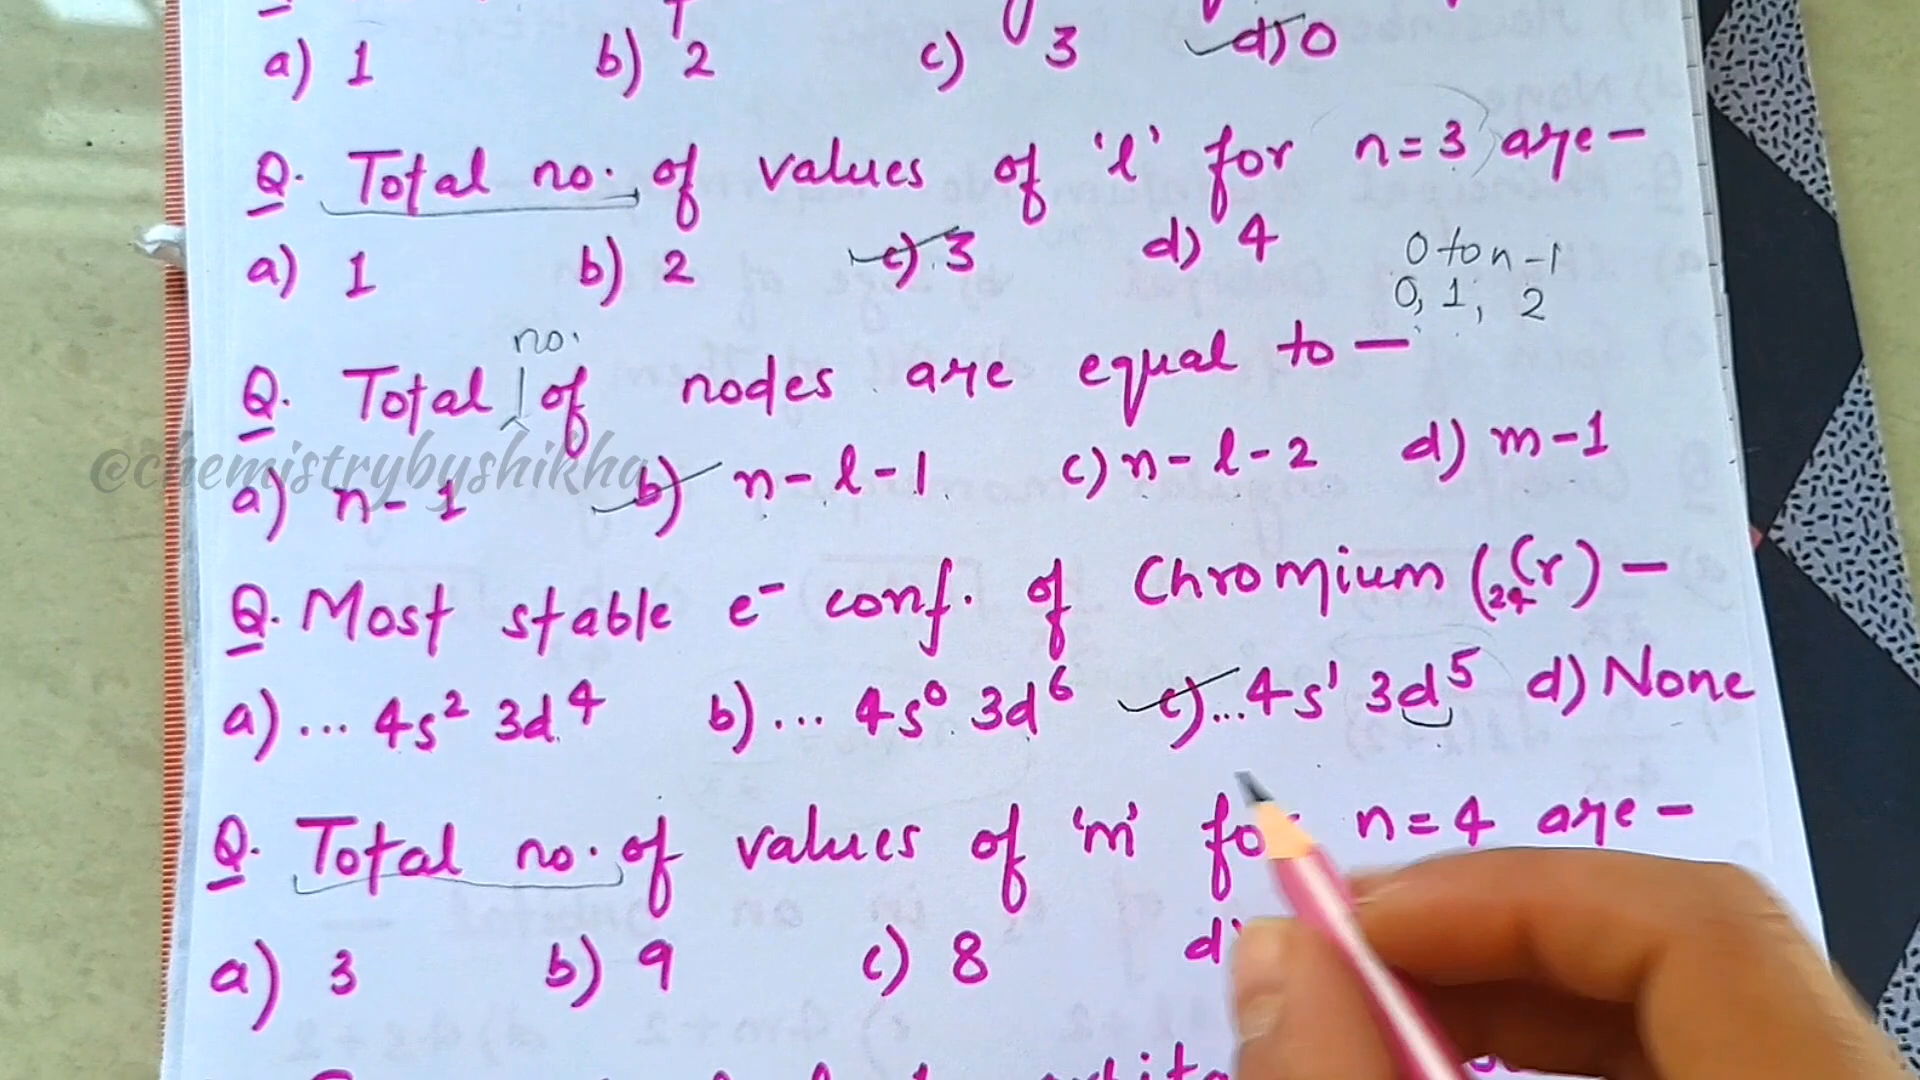 a) 1 b) 2 c) 3 d) 0
Q. Total no. of values of 'l' for n=3 are –
a) 1 b) 2 c) 3 d) 4
0 to n-1
0, 1, 2
no.
Q. Total of nodes are equal to –
@chemistrybyshikha
a) n-1 b) n-l-1 c) n-l-2 d) m-1
Q. Most stable e⁻ conf. of Chromium (₂₄Cr) –
a) ... 4s² 3d⁴ b) ... 4s⁰ 3d⁶ c) ... 4s¹ 3d⁵ d) None
Q. Total no. of values of 'm' for n=4 are –
a) 3 b) 9 c) 8 d)